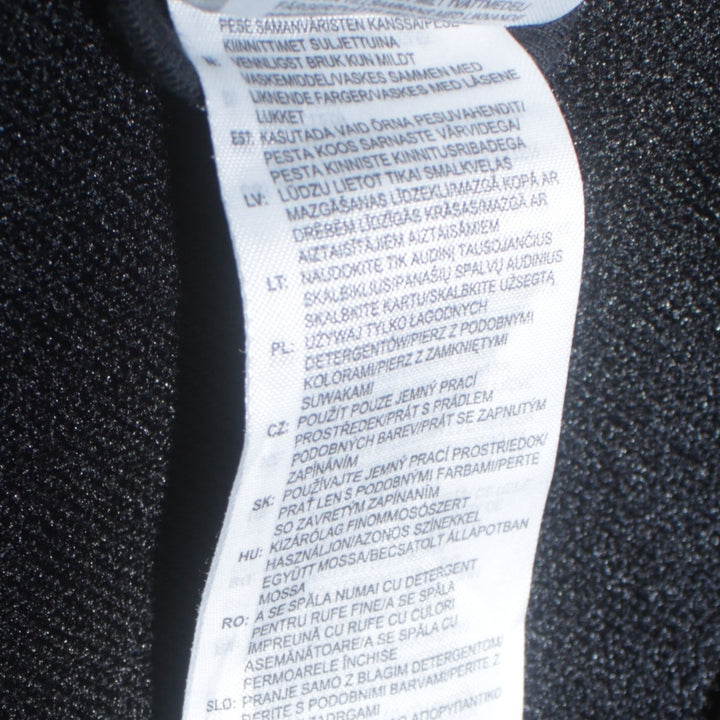 TVÄTTMEDEL/
PESE SAMANVÄRISTEN KANSSA/PESE
KIINNITTIMET SULJETTUINA
N: VENNLIGST BRUK KUN MILDT
VASKEMIDDEL/VASKES SAMMEN MED
LIKNENDE FARGER/VASKES MED LÅSENE
LUKKET
EST: KASUTADA VAID ÕRNA PESUVAHENDIT/
PESTA KOOS SARNASTE VÄRVIDEGA/
PESTA KINNISTE KINNITUSRIBADEGA
LV: LŪDZU LIETOT TIKAI SMALKVEĻAS
MAZGĀŠANAS LĪDZEKLI/MAZGĀ KOPĀ AR
DRĒBĒM LĪDZĪGĀS KRĀSĀS/MAZGĀ AR
AIZTAISĪTĀJIEM AIZTAISĀMIEM
LT: NAUDOKITE TIK AUDINĮ TAUSOJANČIUS
SKALBIKLIUS/PANAŠIŲ SPALVŲ AUDINIUS
SKALBKITE KARTU/SKALBKITE UŽSEGTĄ
PL: UŻYWAJ TYLKO ŁAGODNYCH
DETERGENTÓW/PIERZ Z PODOBNYMI
KOLORAMI/PIERZ Z ZAMKNIĘTYMI
SUWAKAMI
CZ: POUŽÍT POUZE JEMNÝ PRACÍ
PROSTŘEDEK/PRÁT S PRÁDLEM
PODOBNÝCH BAREV/PRÁT SE ZAPNUTÝM
ZAPÍNÁNÍM
SK: POUŽÍVAJTE JEMNÝ PRACÍ PROSTRIEDOK/
PRAŤ LEN S PODOBNÝMI FARBAMI/PERTE
SO ZAVRETÝM ZAPÍNANÍM
HU: KIZÁRÓLAG FINOMMOSÓSZERT
HASZNÁLJON/AZONOS SZÍNEKKEL
EGYÜTT MOSSA/BECSATOLT ÁLLAPOTBAN
MOSSA
RO: A SE SPĂLA NUMAI CU DETERGENT
PENTRU RUFE FINE/A SE SPĂLA
ÎMPREUNĂ CU RUFE CU CULORI
ASEMĂNĂTOARE/A SE SPĂLA CU
FERMOARELE ÎNCHISE
SLO: PRANJE SAMO Z BLAGIM DETERGENTOM/
PERITE S PODOBNIMI BARVAMI/PERITE Z
ZADRGAMI
ΑΠΟΡΥΠΑΝΤΙΚΟ